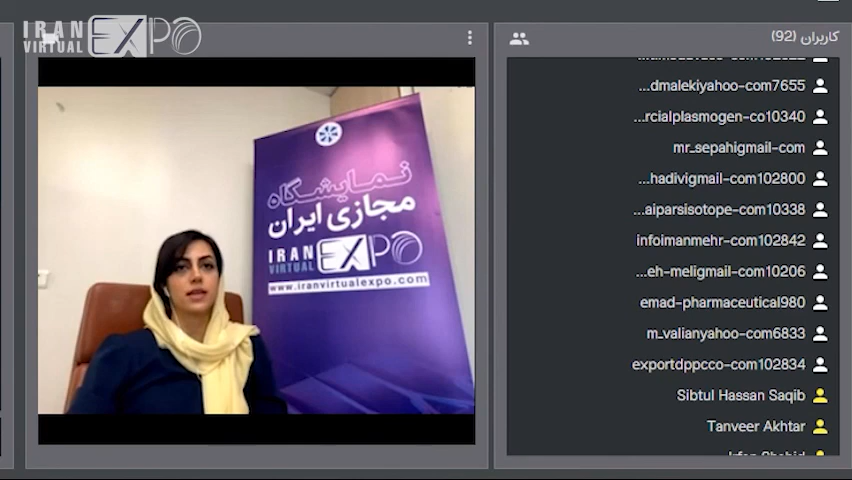 IRAN EXPO
VIRTUAL
کاربران (92)
نمایشگاه
مجازی ایران
IRAN EXPO
VIRTUAL
www.iranvirtualexpo.com
...dmalekiyahoo-com7655
...rcialplasmogen-co10340
mr_sepahigmail-com
...hadivigmail-com102800
...aiparsisotope-com10338
infoimanmehr-com102842
...eh-meligmail-com10206
emad-pharmaceutical980
m_valianyahoo-com6833
exportdppcco-com102834
Sibtul Hassan Saqib
Tanveer Akhtar